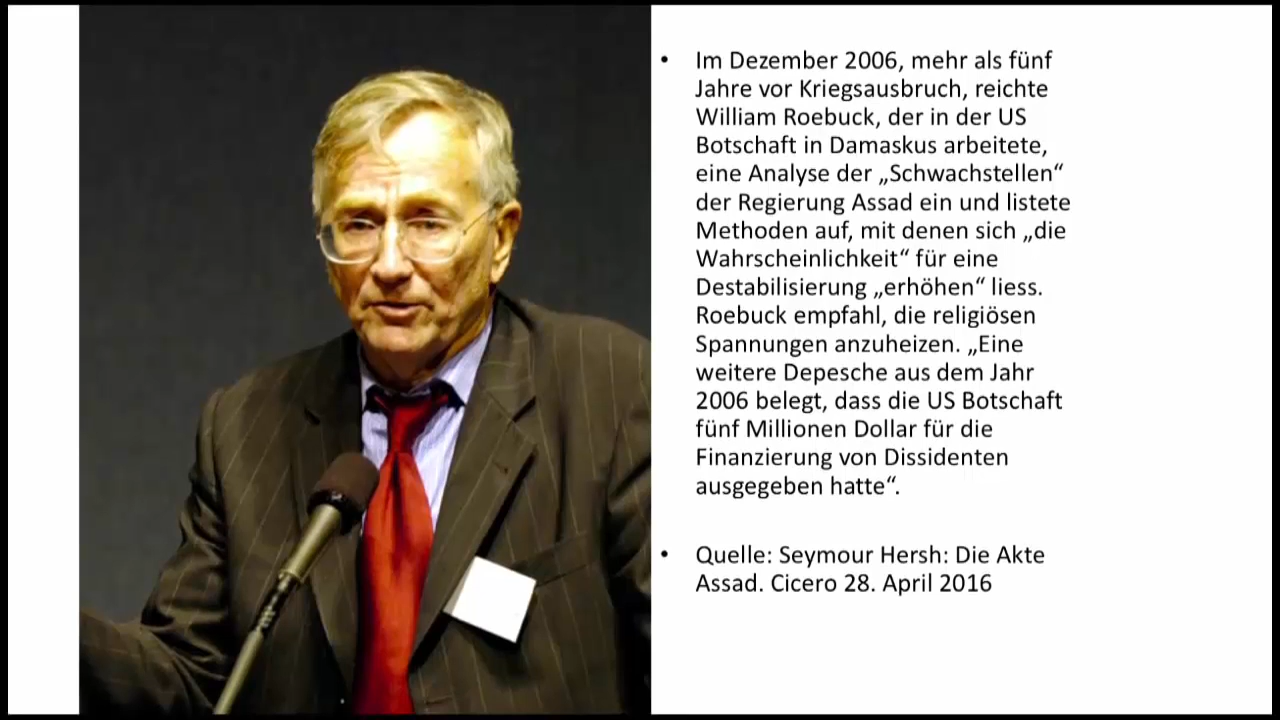 • Im Dezember 2006, mehr als fünf
Jahre vor Kriegsausbruch, reichte
William Roebuck, der in der US
Botschaft in Damaskus arbeitete,
eine Analyse der „Schwachstellen“
der Regierung Assad ein und listete
Methoden auf, mit denen sich „die
Wahrscheinlichkeit“ für eine
Destabilisierung „erhöhen“ liess.
Roebuck empfahl, die religiösen
Spannungen anzuheizen. „Eine
weitere Depesche aus dem Jahr
2006 belegt, dass die US Botschaft
fünf Millionen Dollar für die
Finanzierung von Dissidenten
ausgegeben hatte“.
• Quelle: Seymour Hersh: Die Akte
Assad. Cicero 28. April 2016